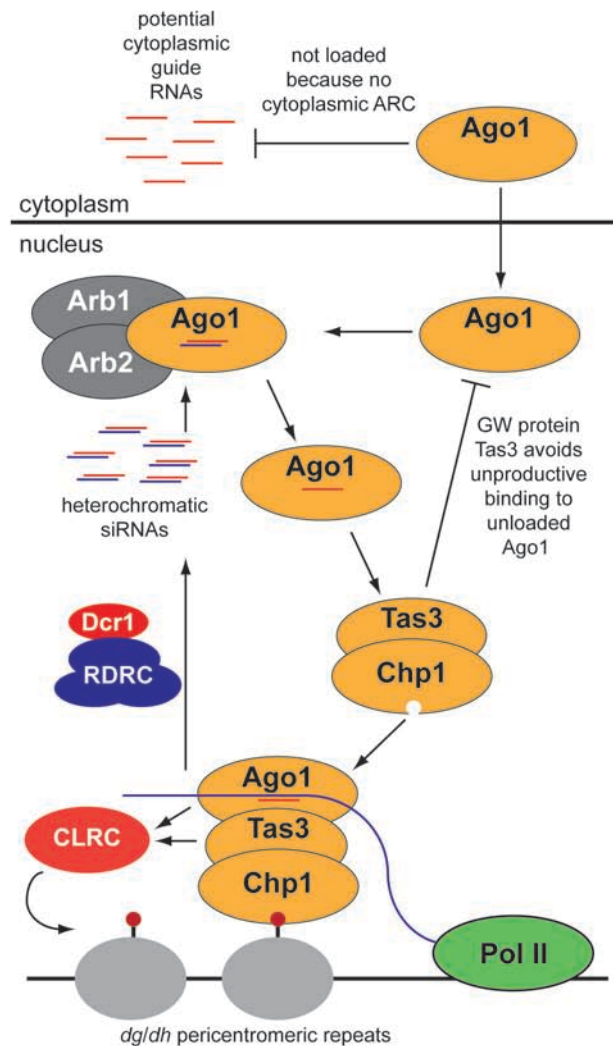 potential
cytoplasmic
guide
RNAs
not loaded
because no
cytoplasmic ARC
Ago1
cytoplasm
nucleus
Arb1
Arb2
Ago1
Ago1
heterochromatic
siRNAs
Ago1
GW protein
Tas3 avoids
unproductive
binding to
unloaded
Ago1
Dcr1
RDRC
Tas3
Chp1
Ago1
Tas3
Chp1
CLRC
Pol II
dg/dh pericentromeric repeats